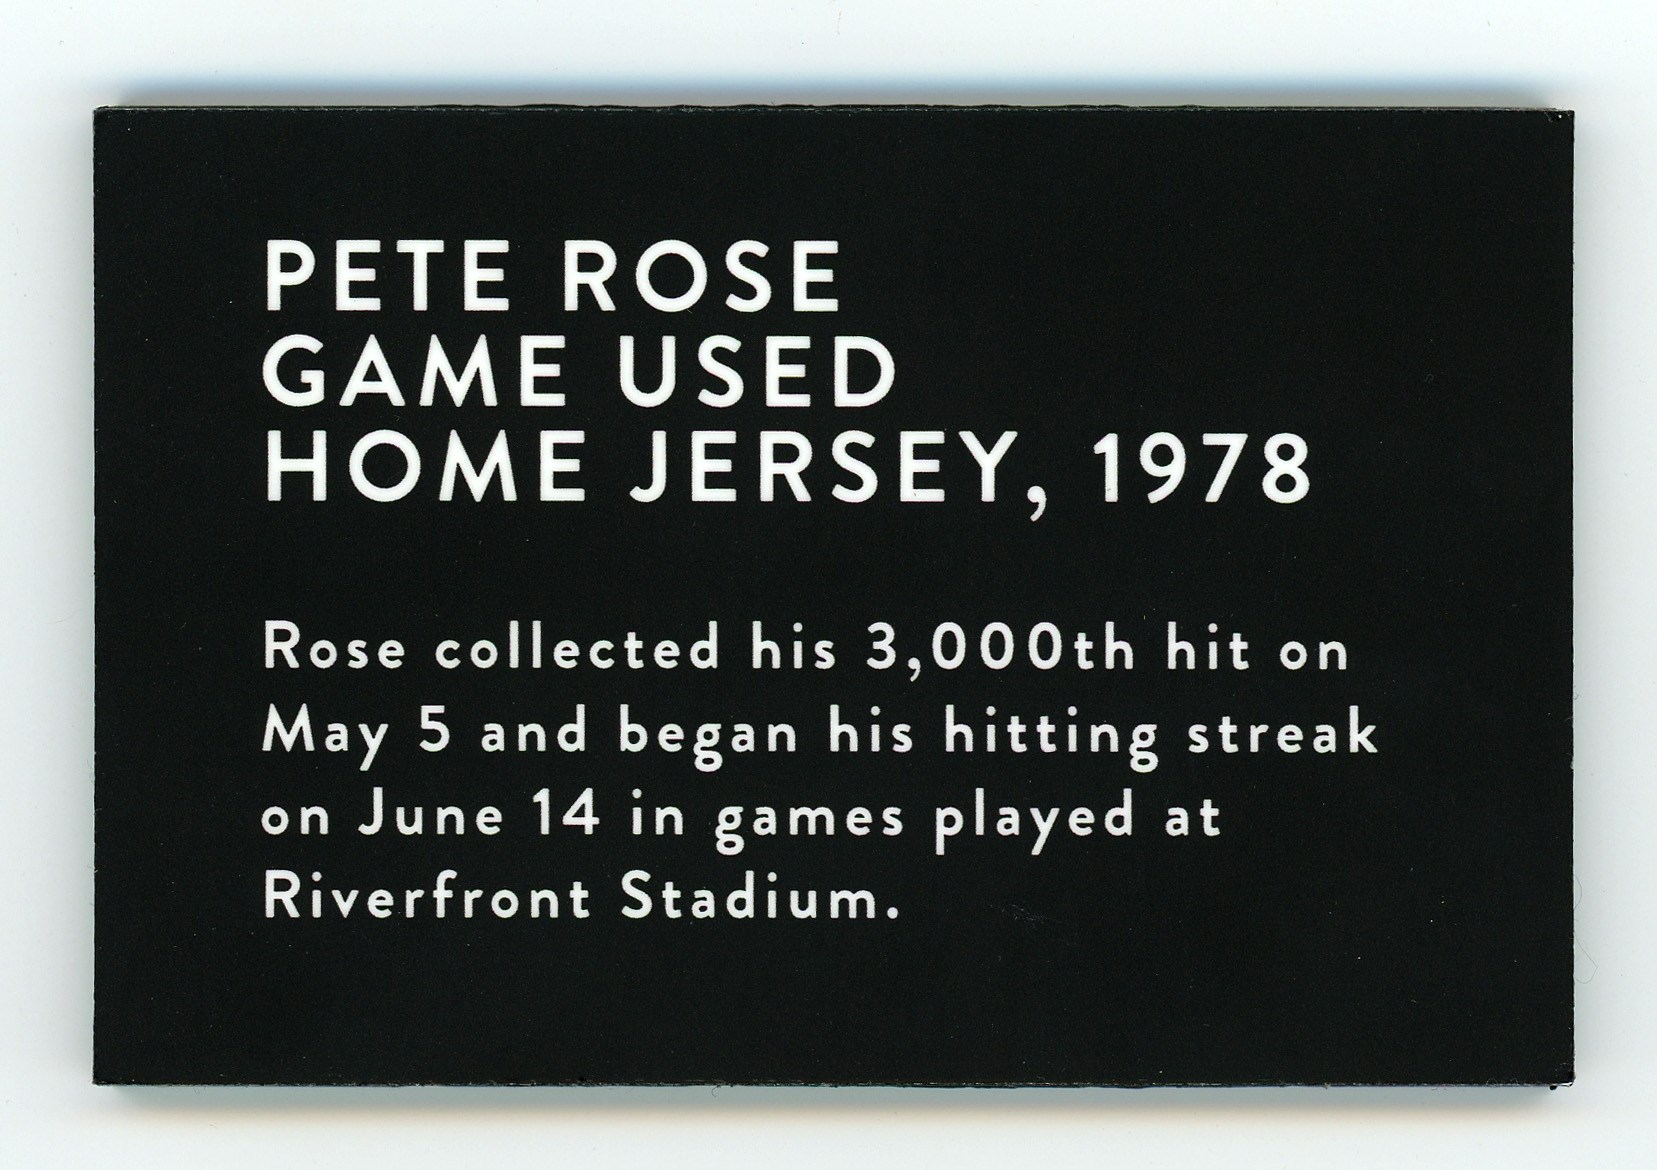 PETE ROSE
GAME USED
HOME JERSEY, 1978
Rose collected his 3,000th hit on
May 5 and began his hitting streak
on June 14 in games played at
Riverfront Stadium.